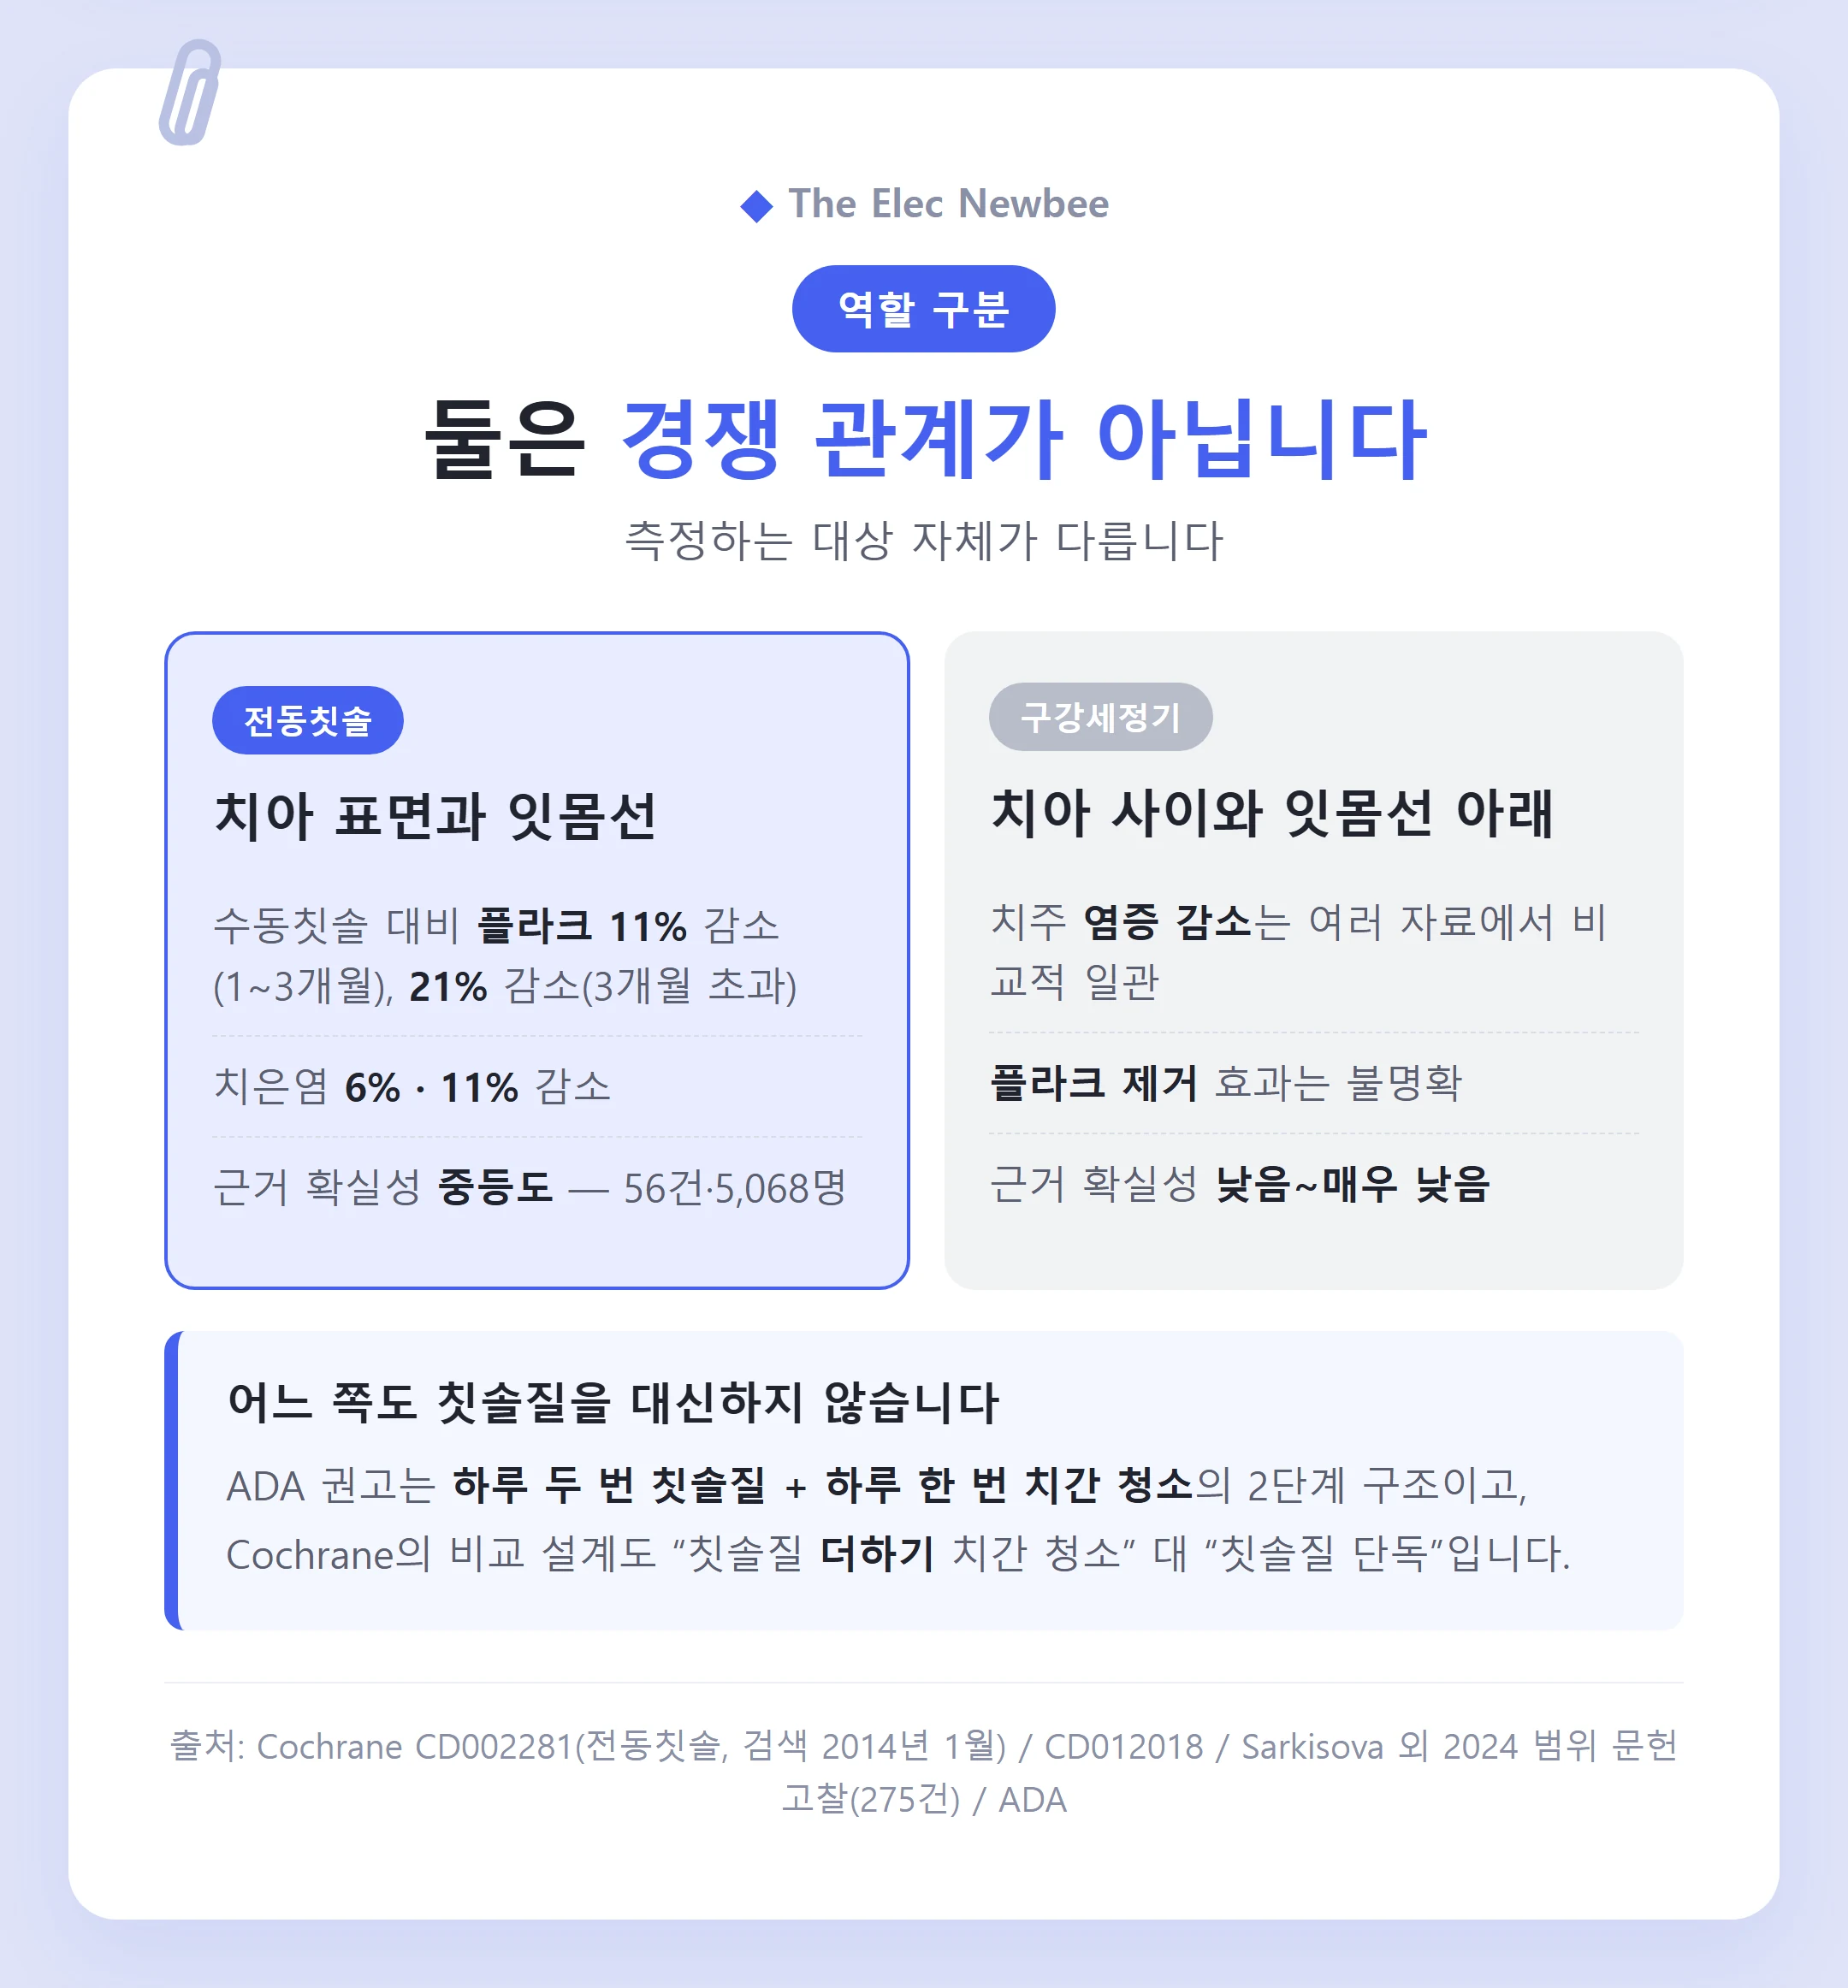 The Elec Newbee
역할 구분
둘은 경쟁 관계가 아닙니다
측정하는 대상 자체가 다릅니다
전동칫솔
치아 표면과 잇몸선
수동칫솔 대비 플라크 11% 감소
(1~3개월), 21% 감소(3개월 초과)
치은염 6% · 11% 감소
근거 확실성 중등도 — 56건·5,068명
구강세정기
치아 사이와 잇몸선 아래
치주 염증 감소는 여러 자료에서 비
교적 일관
플라크 제거 효과는 불명확
근거 확실성 낮음~매우 낮음
어느 쪽도 칫솔질을 대신하지 않습니다
ADA 권고는 하루 두 번 칫솔질 + 하루 한 번 치간 청소의 2단계 구조이고,
Cochrane의 비교 설계도 “칫솔질 더하기 치간 청소” 대 “칫솔질 단독”입니다.
출처: Cochrane CD002281(전동칫솔, 검색 2014년 1월) / CD012018 / Sarkisova 외 2024 범위 문헌
고찰(275건) / ADA